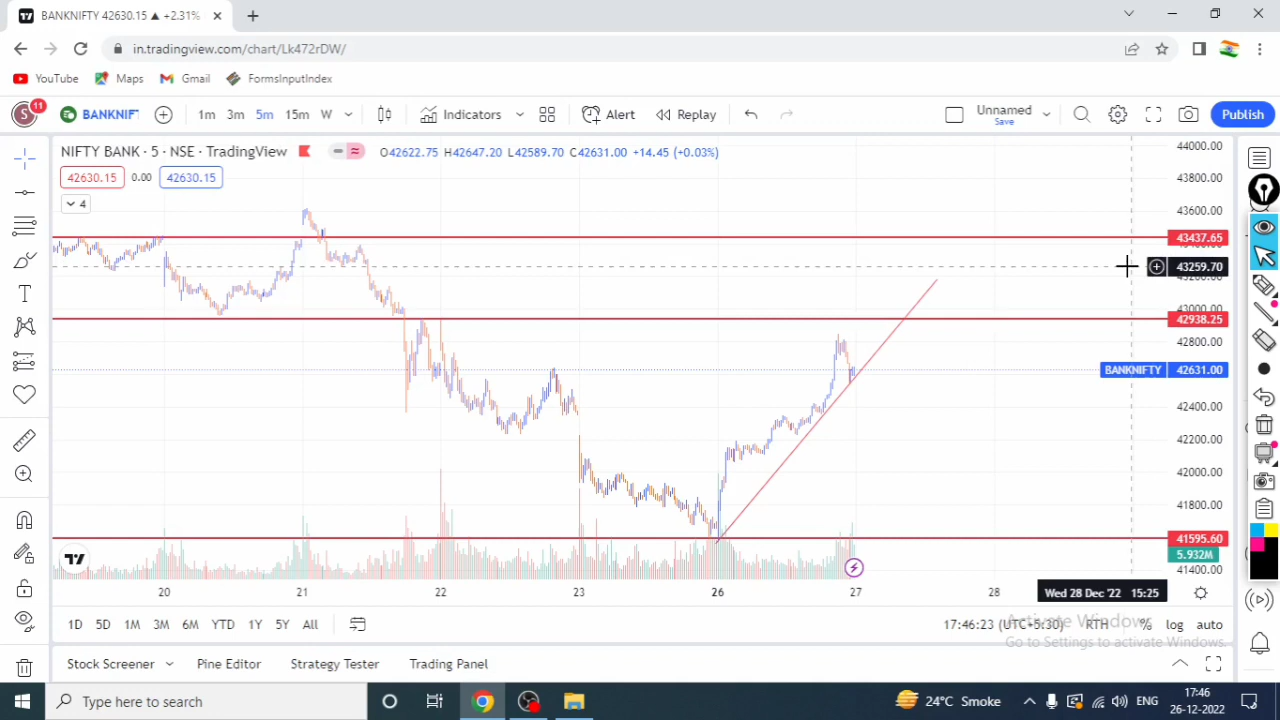 BANKNIFTY 42630.15 ▲ +2.31%
in.tradingview.com/chart/Lk472rDW/
YouTube Maps Gmail FormsInputIndex
S 11 BANKNIFT 1m 3m 5m 15m W Indicators Alert Replay Unnamed Save Publish
NIFTY BANK · 5 · NSE · TradingView O42622.75 H42647.20 L42589.70 C42631.00 +14.45 (+0.03%)
42630.15 0.00 42630.15
4
44000.00
43800.00
43600.00
43437.65
43259.70
43000.00
42938.25
42800.00
BANKNIFTY 42631.00
42400.00
42200.00
42000.00
41800.00
41595.60
5.932M
41400.00
20 21 22 23 26 27 28 Wed 28 Dec '22 15:25
1D 5D 1M 3M 6M YTD 1Y 5Y All 17:46:23 (UTC+5:30) RTH % log auto
Activate Windows
Go to Settings to activate Windows.
Stock Screener Pine Editor Strategy Tester Trading Panel
Type here to search 24°C Smoke ENG 17:46
26-12-2022